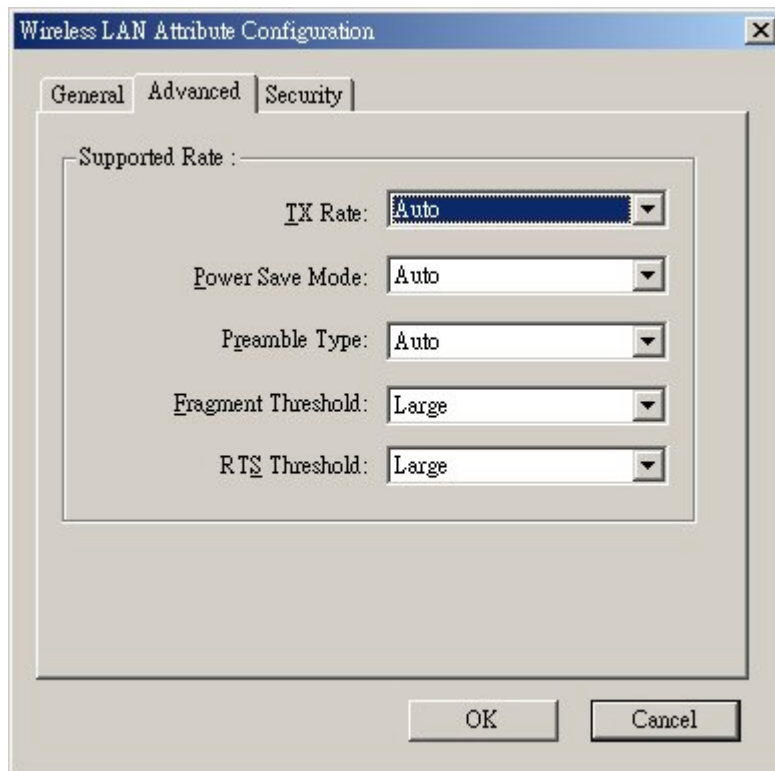 Wireless LAN Attribute Configuration
General Advanced Security
Supported Rate :
TX Rate: Auto
Power Save Mode: Auto
Preamble Type: Auto
Fragment Threshold: Large
RTS Threshold: Large
OK Cancel